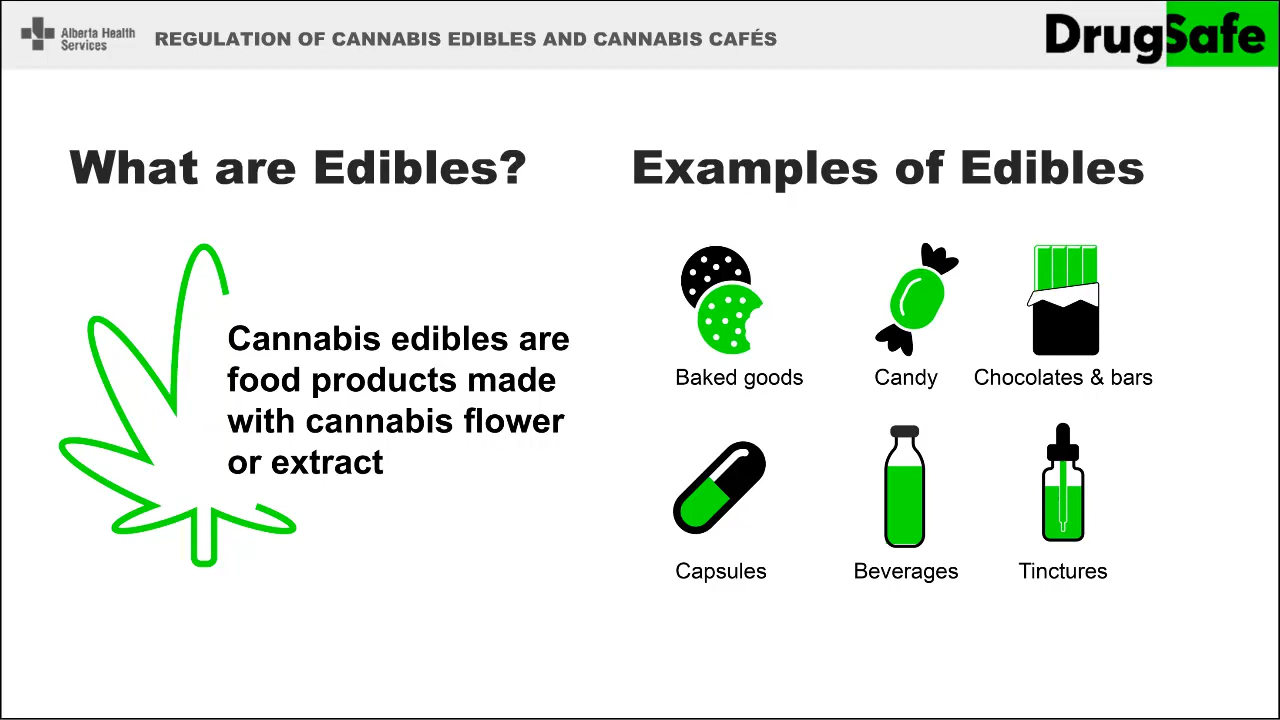 Alberta Health
Services
REGULATION OF CANNABIS EDIBLES AND CANNABIS CAFÉS
DrugSafe
What are Edibles?
Cannabis edibles are
food products made
with cannabis flower
or extract
Examples of Edibles
Baked goods
Candy
Chocolates & bars
Capsules
Beverages
Tinctures